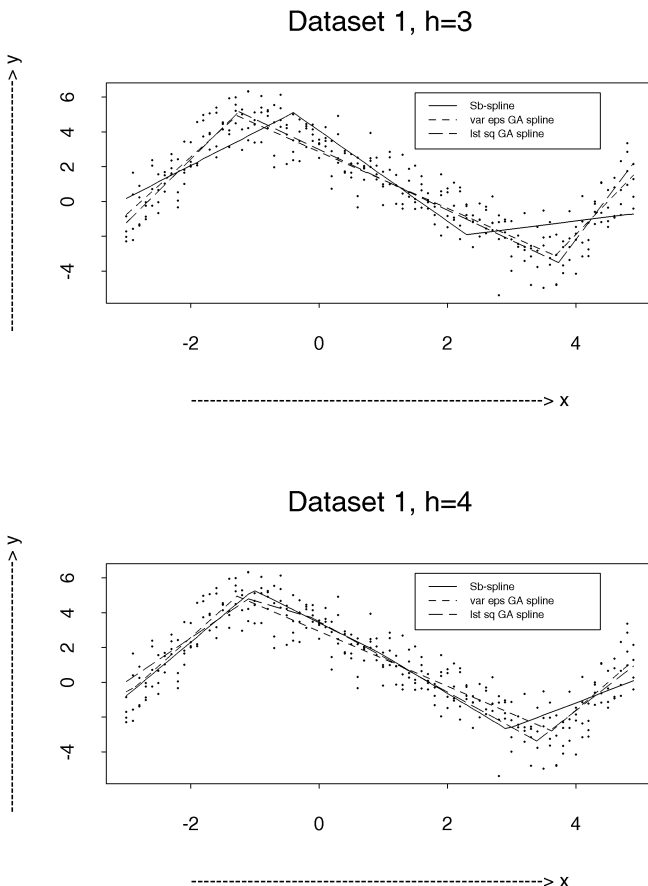 Dataset 1, h=3
---------------------> y
6
4
2
0
-4
Sb-spline
var eps GA spline
lst sq GA spline
-2 0 2 4
----------------------------> x
Dataset 1, h=4
---------------------> y
6
4
2
0
-4
Sb-spline
var eps GA spline
lst sq GA spline
-2 0 2 4
----------------------------> x